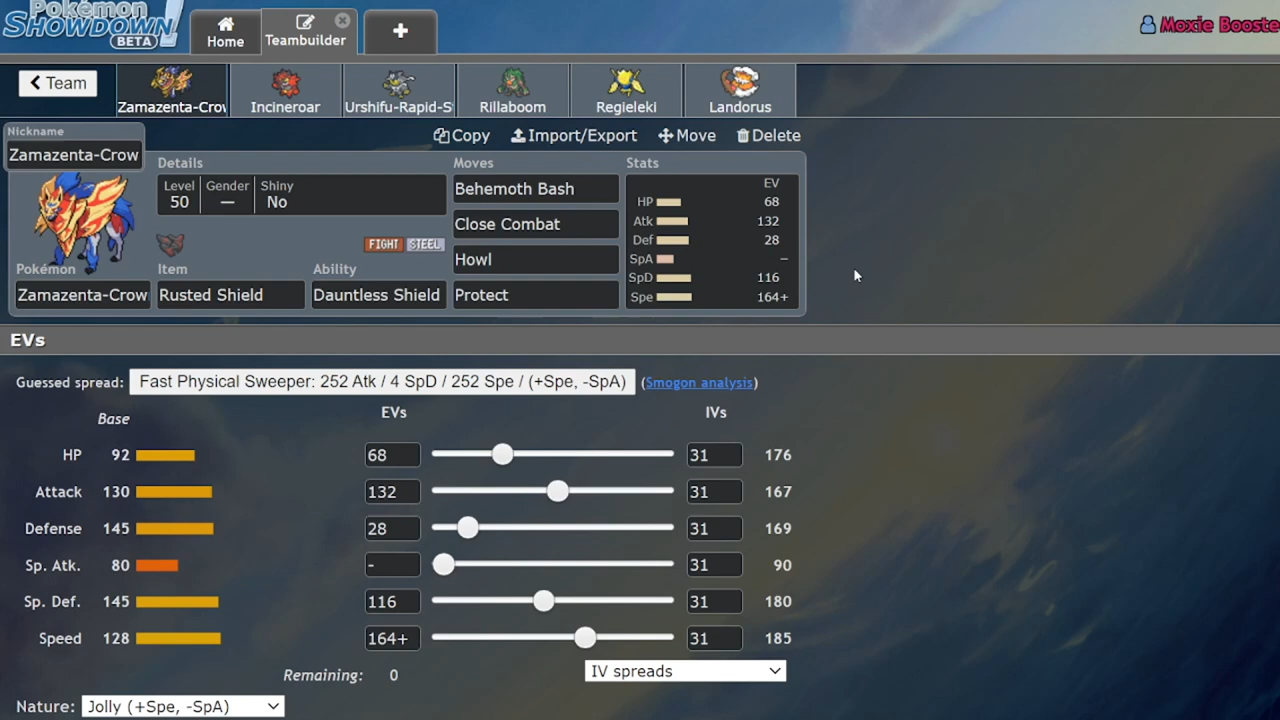 Pokémon
SHOWDOWN!
BETA
Home
Teambuilder
+
Moxie Booste
Team
Zamazenta-Crow
Incineroar
Urshifu-Rapid-S
Rillaboom
Regieleki
Landorus
Nickname
Zamazenta-Crow
Copy Import/Export Move Delete
Details
Level Gender Shiny
50 — No
FIGHT STEEL
Pokémon
Zamazenta-Crow
Item
Rusted Shield
Ability
Dauntless Shield
Moves
Behemoth Bash
Close Combat
Howl
Protect
Stats
EV
HP 68
Atk 132
Def 28
SpA –
SpD 116
Spe 164+
EVs
Guessed spread: Fast Physical Sweeper: 252 Atk / 4 SpD / 252 Spe / (+Spe, -SpA) (Smogon analysis)
Base EVs IVs
HP 92 68 31 176
Attack 130 132 31 167
Defense 145 28 31 169
Sp. Atk. 80 - 31 90
Sp. Def. 145 116 31 180
Speed 128 164+ 31 185
Remaining: 0 IV spreads
Nature: Jolly (+Spe, -SpA)